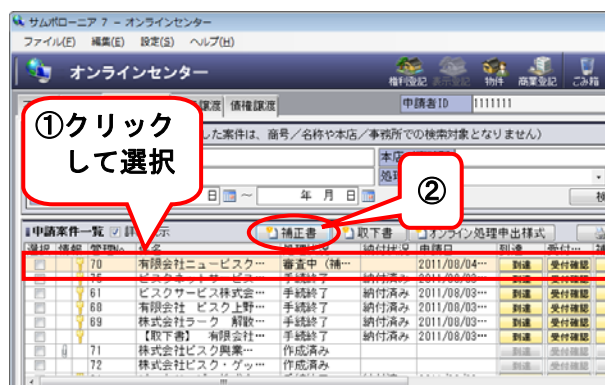 サムポローニア 7 － オンラインセンター
ファイル(F) 編集(E) 設定(S) ヘルプ(H)
オンラインセンター
権利登記 表示登記 物件 商業登記 ごみ箱
譲渡 債権譲渡 申請者ID 1111111
①クリックして選択
した案件は、商号／名称や本店／事務所での検索対象となりません）
本店
②
日 ～ 年 月 日
申請案件一覧 補正書 取下書 オンライン処理申出様式
選択 情報 管理No 件名 処理状況 納付状況 申請日 到達 受付…
70 有限会社ニュービスク… 審査中（補… 2011/08/04… 到達 受付確認
75
61 ビスクサービス株式会… 手続終了 納付済み 2011/08/03… 到達 受付確認
68 有限会社 ビスク上野… 手続終了 納付済み 2011/08/03… 到達 受付確認
69 株式会社ラーク 解散… 手続終了 納付済み 2011/08/03… 到達 受付確認
【取下書】 有限会社… 手続終了
71 株式会社ビスク興業… 作成済み 到達 受付確認
72 株式会社ビスク・グッ… 作成済み 到達 受付確認